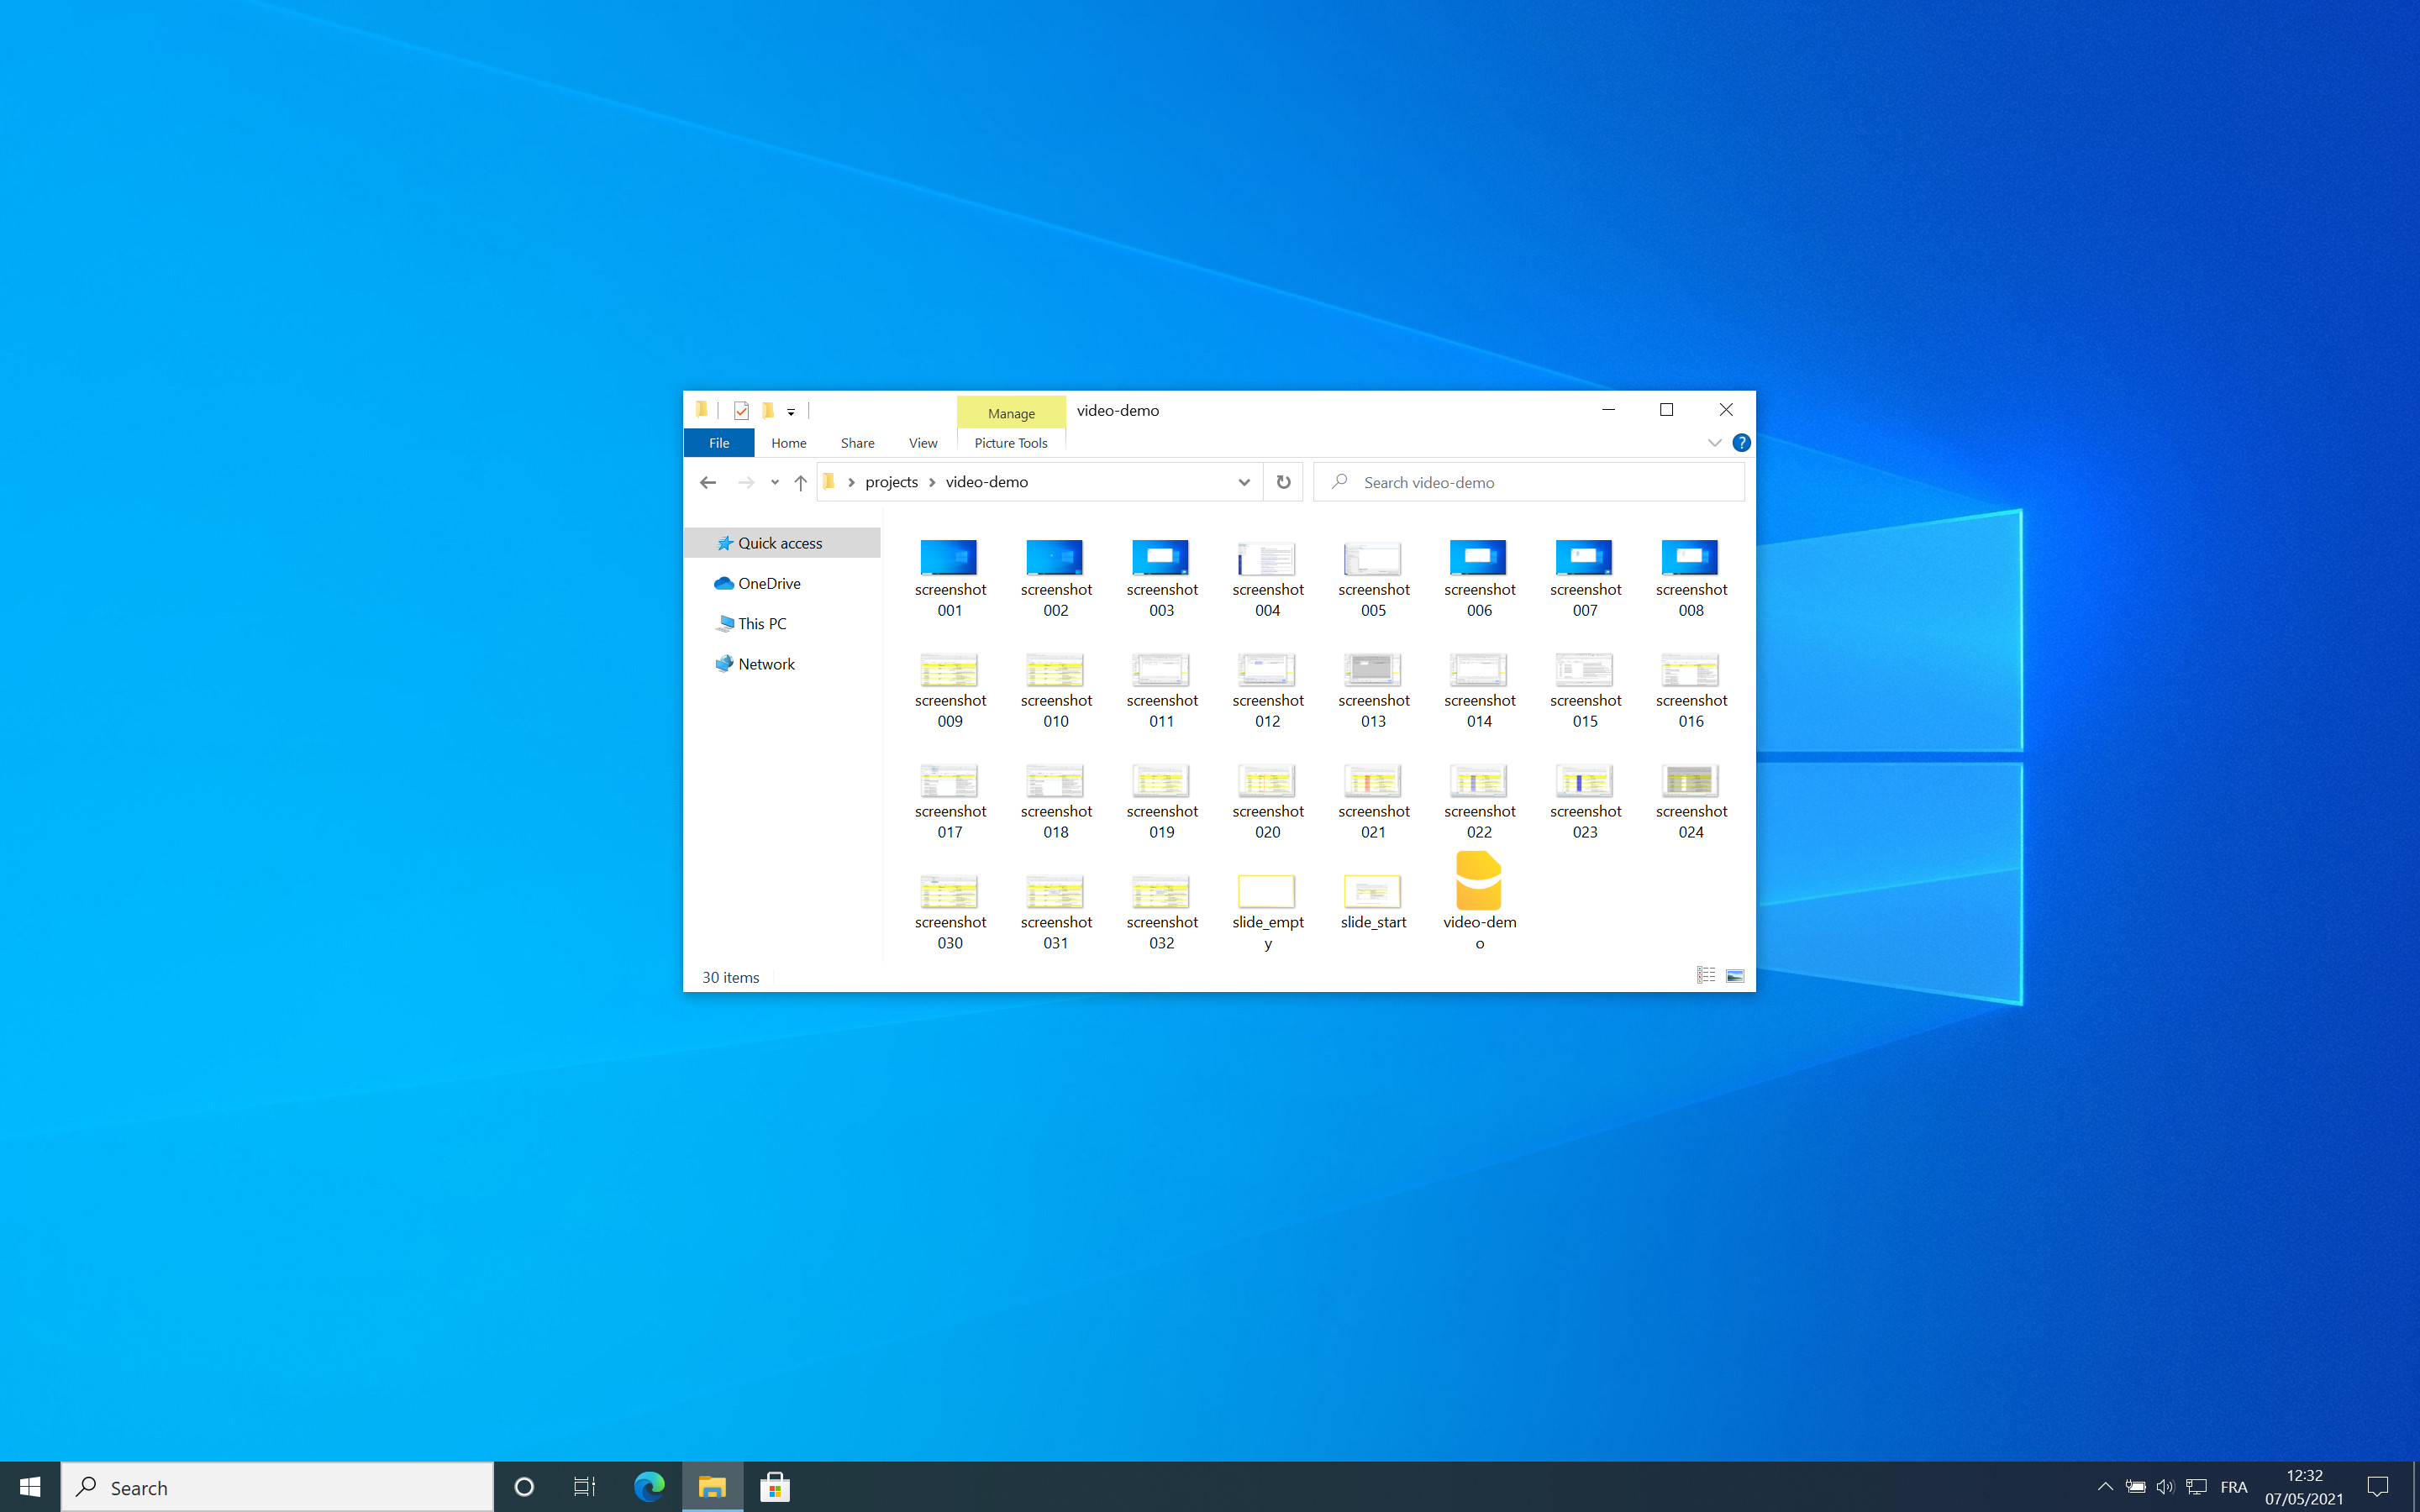 Manage
video-demo
File
Home
Share
View
Picture Tools
?
projects
video-demo
Search video-demo
Quick access
OneDrive
This PC
Network
screenshot
001
screenshot
002
screenshot
003
screenshot
004
screenshot
005
screenshot
006
screenshot
007
screenshot
008
screenshot
009
screenshot
010
screenshot
011
screenshot
012
screenshot
013
screenshot
014
screenshot
015
screenshot
016
screenshot
017
screenshot
018
screenshot
019
screenshot
020
screenshot
021
screenshot
022
screenshot
023
screenshot
024
screenshot
030
screenshot
031
screenshot
032
slide_empt
y
slide_start
video-dem
o
30 items
Search
FRA
12:32
07/05/2021